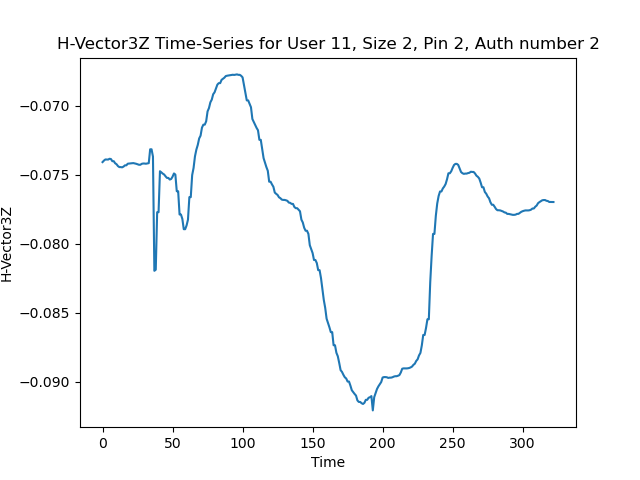 H-Vector3Z Time-Series for User 11, Size 2, Pin 2, Auth number 2
H-Vector3Z
−0.070
−0.075
−0.080
−0.085
−0.090
0 50 100 150 200 250 300
Time